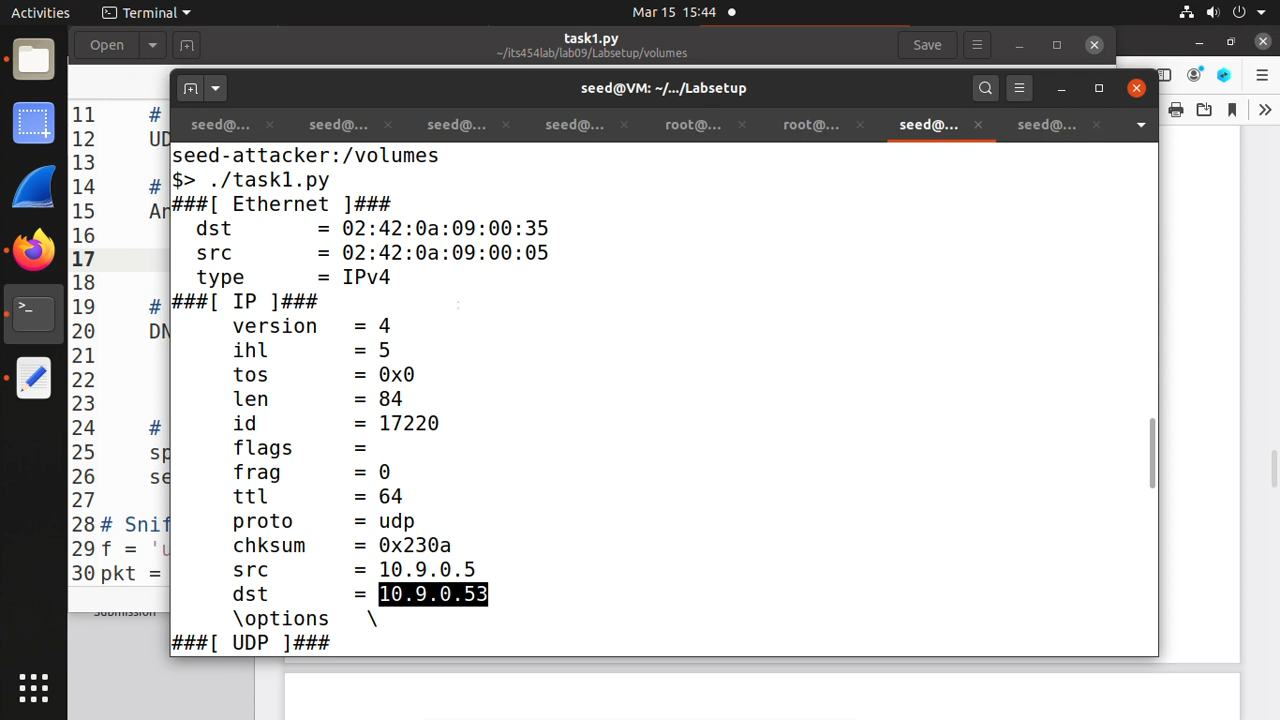 Activities Terminal Mar 15 15:44
Open task1.py Save
~/its454lab/lab09/Labsetup/volumes
seed@VM: ~/.../Labsetup
seed@... seed@... seed@... seed@... root@... root@... seed@... seed@...
11 #
12 UD
13
14 #
15 An
16
17
18
19 #
20 DN
21
22
23
24 #
25 sp
26 se
27
28 # Snif
29 f = 'u
30 pkt =
seed-attacker:/volumes
$> ./task1.py
###[ Ethernet ]###
dst = 02:42:0a:09:00:35
src = 02:42:0a:09:00:05
type = IPv4
###[ IP ]###
version = 4
ihl = 5
tos = 0x0
len = 84
id = 17220
flags =
frag = 0
ttl = 64
proto = udp
chksum = 0x230a
src = 10.9.0.5
dst = 10.9.0.53
\options \
###[ UDP ]###
Submission